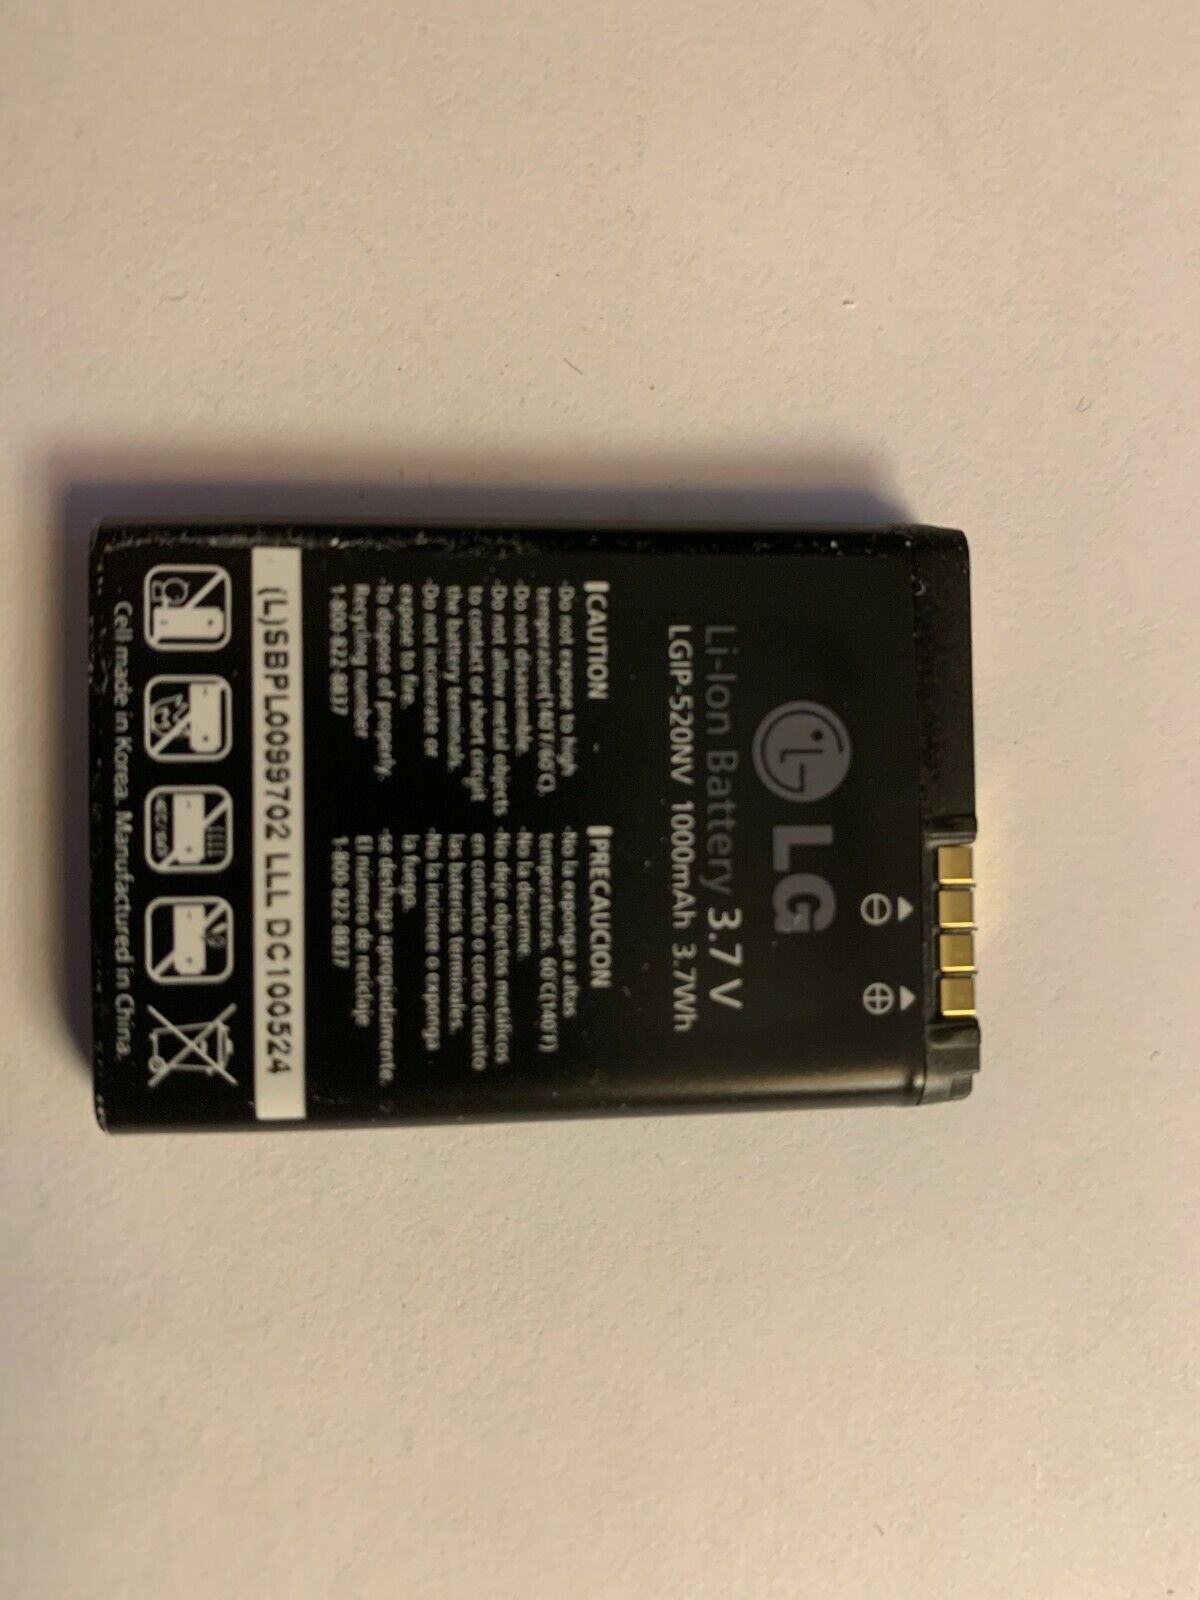 LG
Li-Ion Battery 3.7 V
LGIP-520NV 1000mAh 3.7Wh
CAUTION
-Do not expose to high
temperature(140℉/60℃).
-Do not disassemble.
-Do not allow metal objects
to contact or short circuit
the battery terminals.
-Do not incinerate or
expose to fire.
-To dispose of properly.
Recycling number
1-800-822-8837
PRECAUCION
-No la exponga a altas
temperaturas. 60℃(140℉)
-No la desarme.
-No deje objetos metalicos
en contacto o corto circuito
las baterías terminales.
-No la incinere o exponga
la fuego.
-se deshaga apropiadamente.
El número de reciclaje
1-800-822-8837
(L)SBPL0099702 LLL DC100524
Cell made in Korea. Manufactured in China.